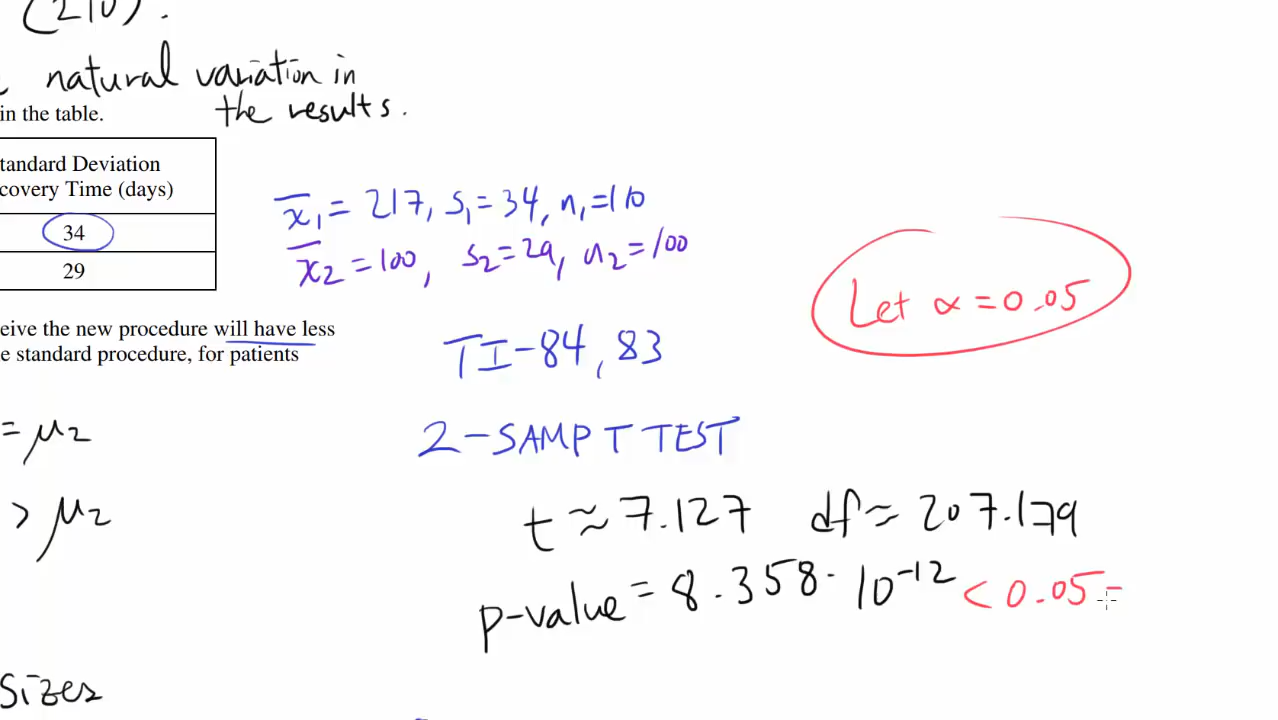 (210).
natural variation in
the results.
in the table.
tandard Deviation
covery Time (days)
34
29
x̄₁ = 217, s₁ = 34, n₁ = 110
x̄₂ = 100, s₂ = 29, n₂ = 100
Let α = 0.05
eive the new procedure will have less
e standard procedure, for patients
TI-84, 83
= μ₂
2-SAMP T TEST
> μ₂
t ≈ 7.127 df ≈ 207.179
p-value = 8.358 · 10⁻¹² < 0.05 -
Sizes